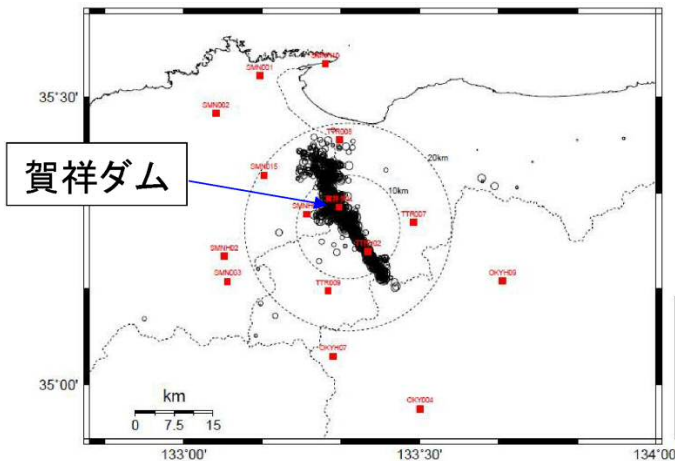 SMN001
35°30'
SMN002
TTR008
20km
賀祥ダム
SMN015
10km
TTR007
SMNH02
SMN003
TTR009
OKYH09
OKYH07
35°00'
OKY004
km
0 7.5 15
133°00'
133°30'
134°00'